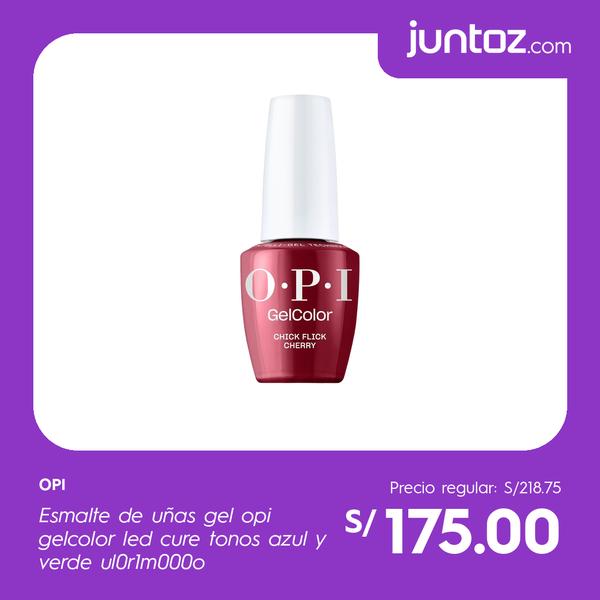 juntoz.com
O·P·I
GelColor
CHICK FLICK
CHERRY
OPI
Precio regular: S/218.75
Esmalte de uñas gel opi
gelcolor led cure tonos azul y
verde ul0r1m000o
S/175.00